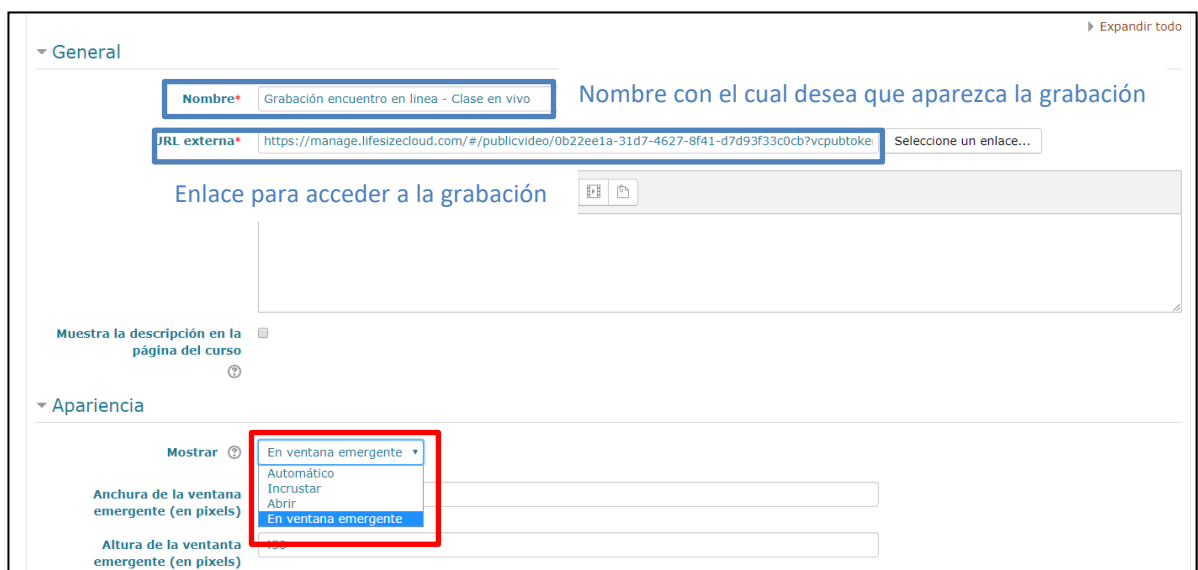 Expandir todo
General
Nombre* Grabación encuentro en linea - Clase en vivo
Nombre con el cual desea que aparezca la grabación
URL externa* https://manage.lifesizecloud.com/#/publicvideo/0b22ee1a-31d7-4627-8f41-d7d93f33c0cb?vcpubtoke Seleccione un enlace...
Enlace para acceder a la grabación
Muestra la descripción en la
página del curso
Apariencia
Mostrar En ventana emergente
Automático
Incrustar
Abrir
En ventana emergente
Anchura de la ventana
emergente (en pixels)
Altura de la ventanta
emergente (en pixels)